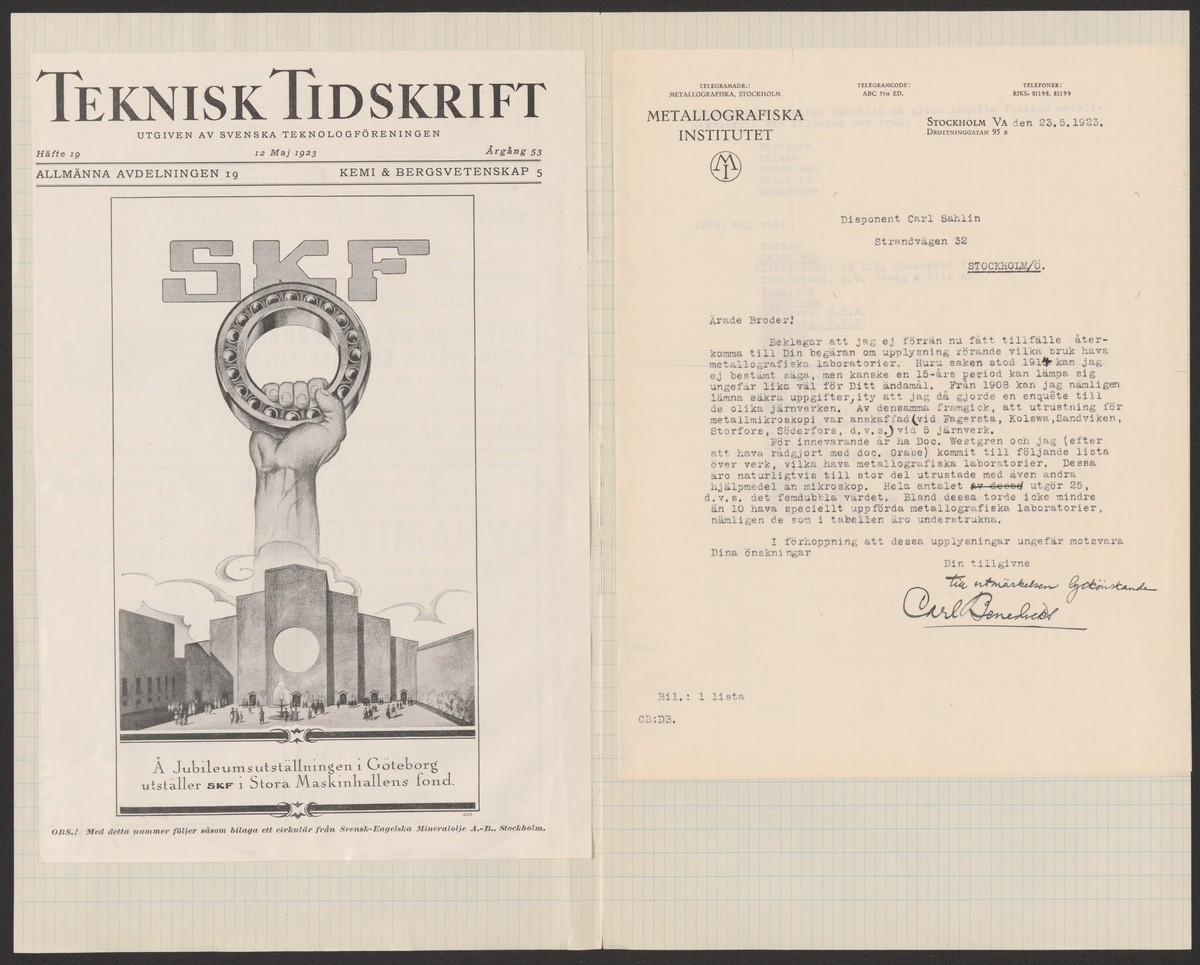 TEKNISK TIDSKRIFT
UTGIVEN AV SVENSKA TEKNOLOGFÖRENINGEN
Häfte 19 12 Maj 1923 Årgång 53
ALLMÄNNA AVDELNINGEN 19 KEMI & BERGSVETENSKAP 5
SKF
Å Jubileumsutställningen i Göteborg
utställer SKF i Stora Maskinhallens fond.
OBS.! Med detta nummer följer såsom bilaga ett cirkulär från Svensk-Engelska Mineralolje A.-B., Stockholm.
TELEGRAMADR.:
METALLOGRAFISKA, STOCKHOLM
TELEGRAMCODE:
ABC 5TH ED.
TELEFONER:
RIKS. 81198, 81199
METALLOGRAFISKA
INSTITUTET
MI
STOCKHOLM VA den 23.5.1923.
DROTTNINGGATAN 95 B
Disponent Carl Sahlin
Strandvägen 32
STOCKHOLM/Ö.
Ärade Broder!
Beklagar att jag ej förrän nu fått tillfälle åter-
komma till Din begäran om upplysning rörande vilka bruk hava
metallografiska laboratorier. Huru saken stod 1914 kan jag
ej bestämt säga, men kanske en 15-års period kan lämpa sig
ungefär lika väl för Ditt ändamål. Från 1908 kan jag nämligen
lämna säkra uppgifter, ity att jag då gjorde en enquête till
de olika järnverken. Av densamma framgick, att utrustning för
metallmikroskopi var anskaffad (vid Fagersta, Kolswa, Sandviken,
Storfors, Söderfors, d.v.s.) vid 5 järnverk.
För innevarande år ha Doc. Westgren och jag (efter
att hava rådgjort med doc. Grabe) kommit till följande lista
över verk, vilka hava metallografiska laboratorier. Dessa
äro naturligtvis till stor del utrustade med även andra
hjälpmedel än mikroskop. Hela antalet av dessa utgör 25,
d.v.s. det femdubbla värdet. Bland dessa torde icke mindre
än 10 hava speciellt uppförda metallografiska laboratorier,
nämligen de som i tabellen äro understrukna.
I förhoppning att dessa upplysningar ungefär motsvara
Dina önskningar
Din tillgivne
till utmärkelsen lyckönskande
Carl Benedicks
Bil.: 1 lista
CB:DB.